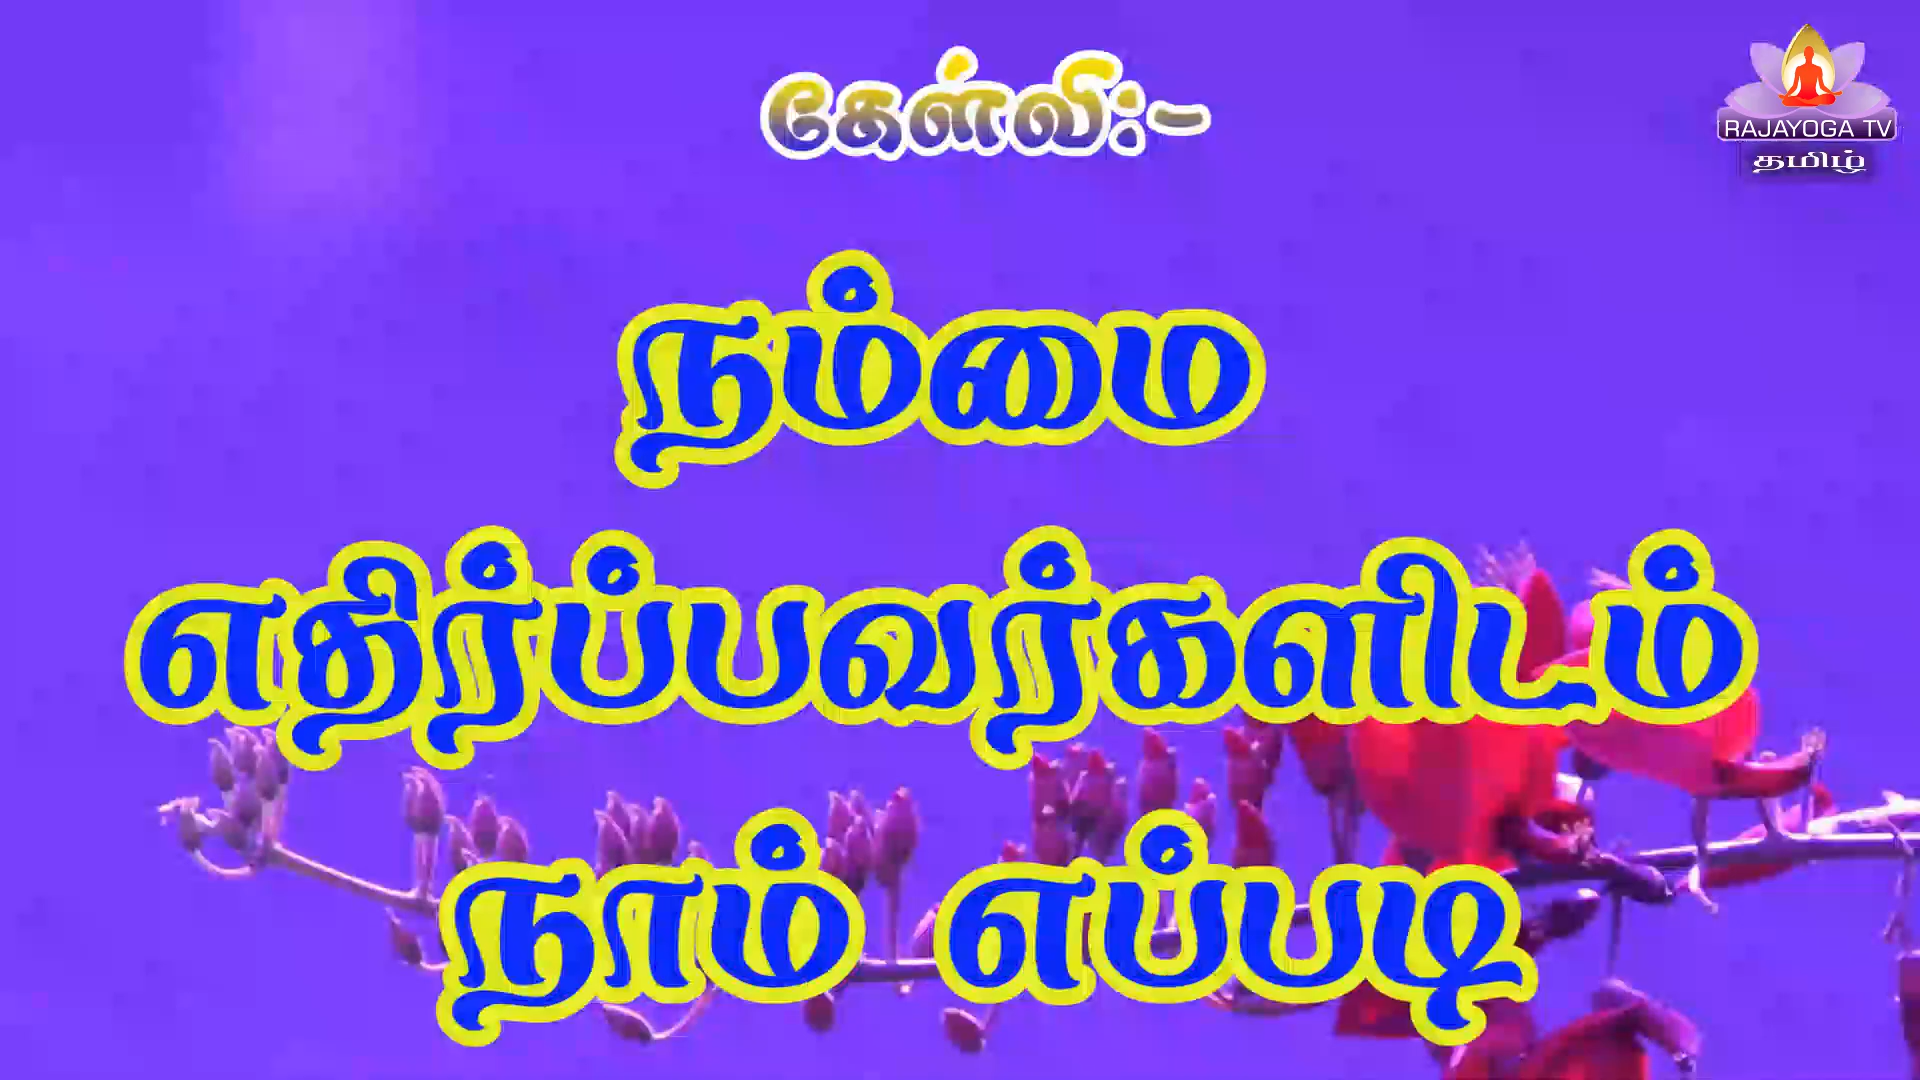 கேள்வி:-
RAJAYOGA TV
தமிழ்
நம்மை
எதிர்ப்பவர்களிடம்
நாம் எப்படி